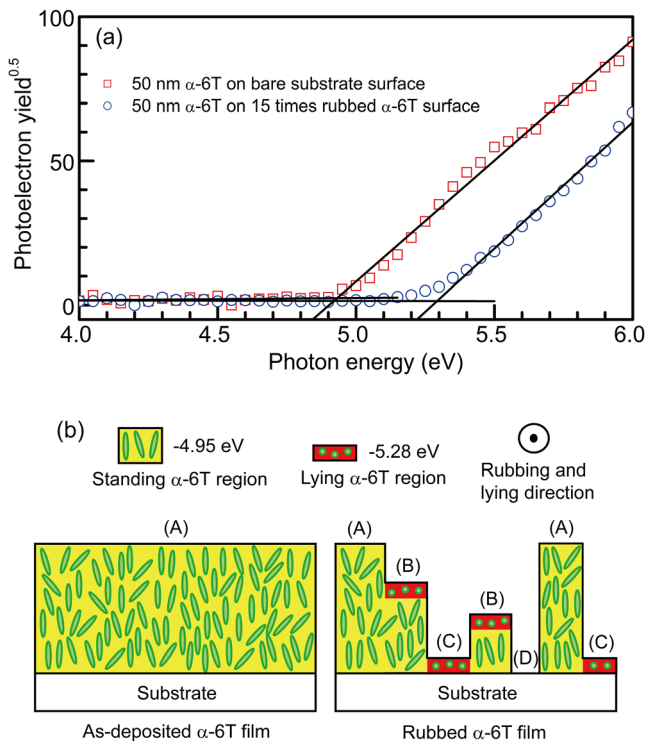 (a)
Photoelectron yield^0.5
100
50
0
□ 50 nm α-6T on bare substrate surface
○ 50 nm α-6T on 15 times rubbed α-6T surface
4.0 4.5 5.0 5.5 6.0
Photon energy (eV)
(b)
-4.95 eV
Standing α-6T region
-5.28 eV
Lying α-6T region
Rubbing and
lying direction
(A)
Substrate
As-deposited α-6T film
(A) (A)
(B)
(B)
(C) (D) (C)
Substrate
Rubbed α-6T film